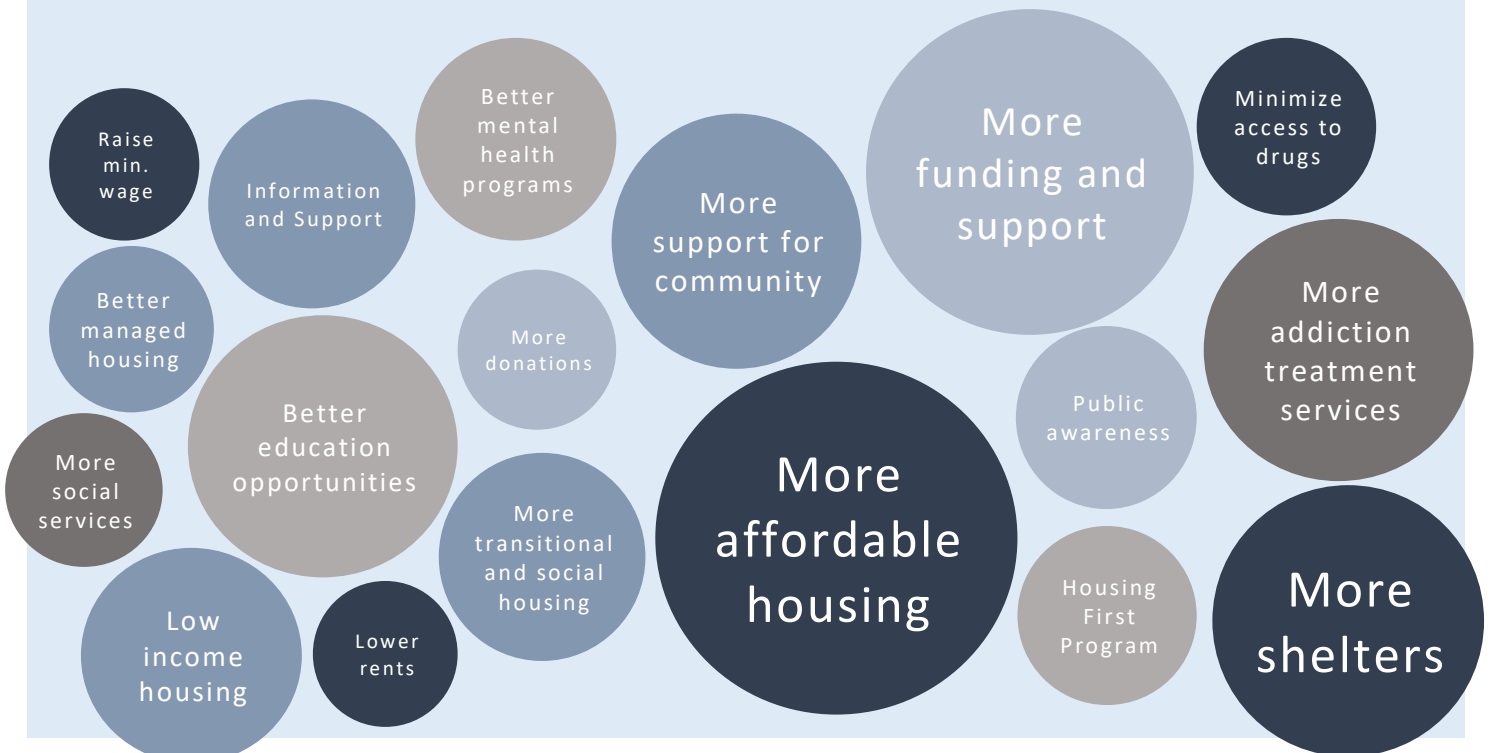 Raise
min.
wage
Information
and Support
Better
mental
health
programs
More
support for
community
More
funding and
support
Minimize
access to
drugs
Better
managed
housing
More
donations
More
addiction
treatment
services
Better
education
opportunities
Public
awareness
More
social
services
More
transitional
and social
housing
More
affordable
housing
Housing
First
Program
More
shelters
Low
income
housing
Lower
rents